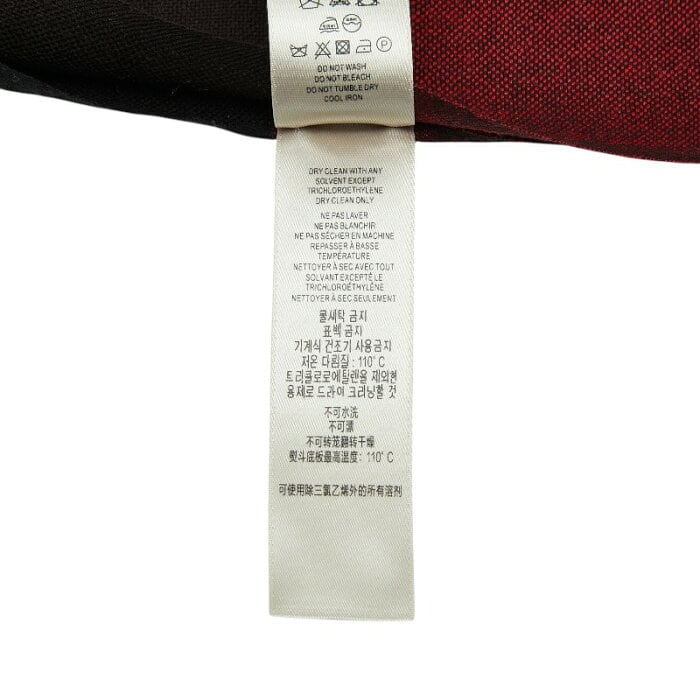 DO NOT WASH
DO NOT BLEACH
DO NOT TUMBLE DRY
COOL IRON
DRY CLEAN WITH ANY
SOLVENT EXCEPT
TRICHLOROETHYLENE
DRY CLEAN ONLY
NE PAS LAVER
NE PAS BLANCHIR
NE PAS SÉCHER EN MACHINE
REPASSER À BASSE
TEMPÉRATURE
NETTOYER À SEC AVEC TOUT
SOLVANT EXCEPTÉ LE
TRICHLOROÉTHYLÈNE
NETTOYER À SEC SEULEMENT
물세탁 금지
표백 금지
기계식 건조기 사용금지
저온 다림질 : 110˚ C
트리클로로에틸렌을 제외한
용제로 드라이 크리닝할 것
不可水洗
不可漂
不可转笼翻转干燥
熨斗底板最高温度: 110˚ C
可使用除三氯乙烯外的所有溶剂